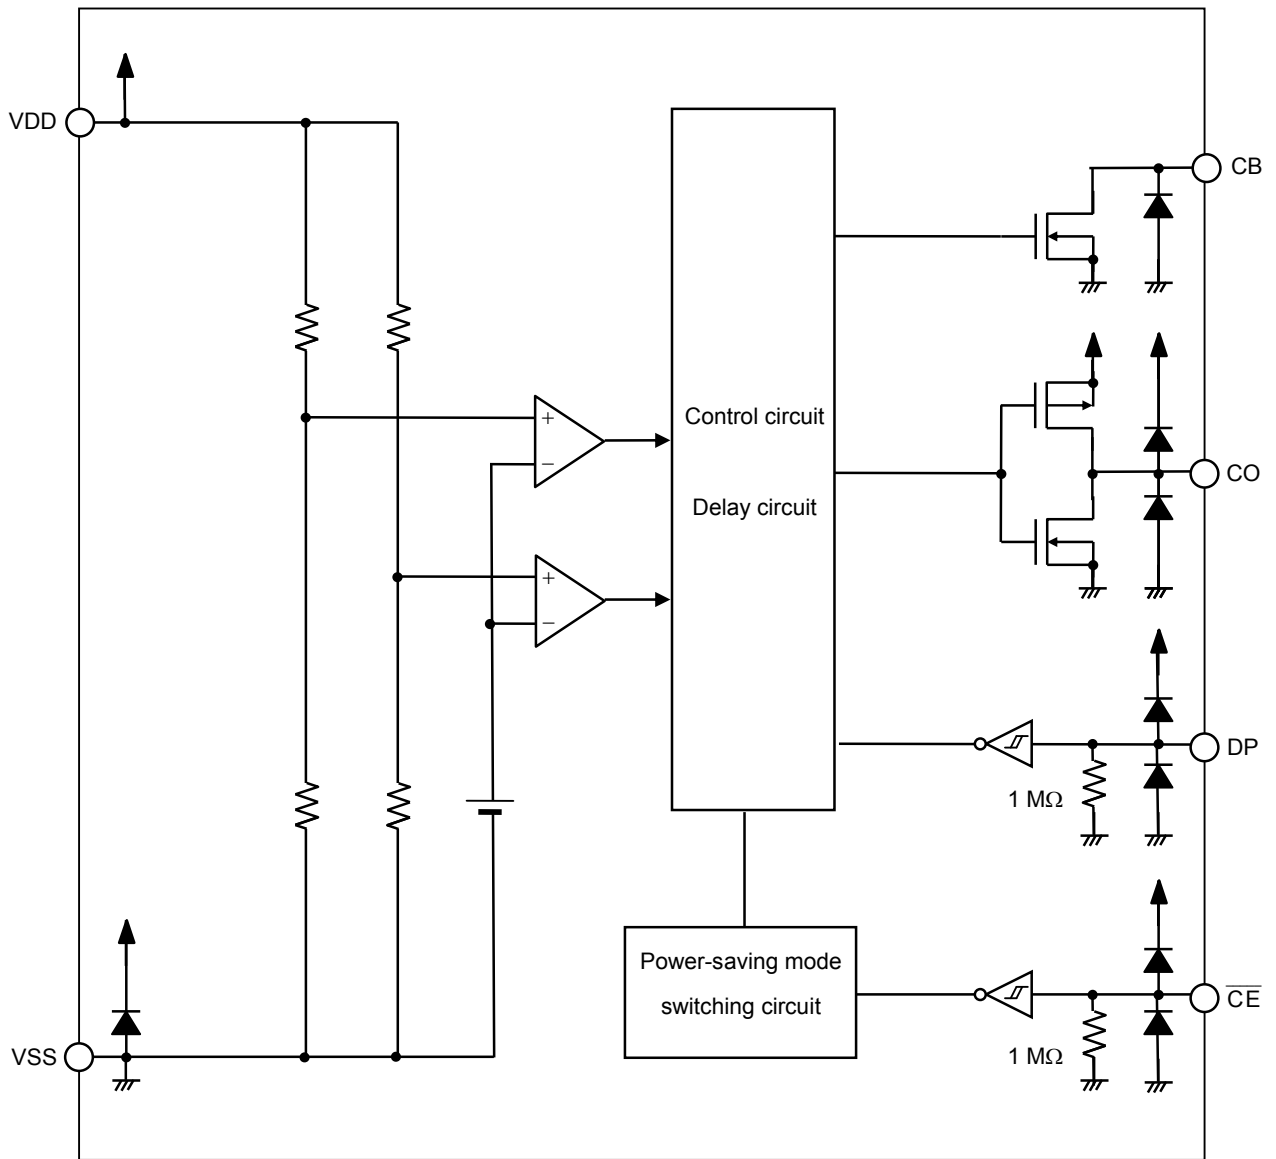 VDD
CB
+
−
Control circuit
CO
Delay circuit
+
−
DP
1 MΩ
Power-saving mode
switching circuit
CE
VSS
1 MΩ